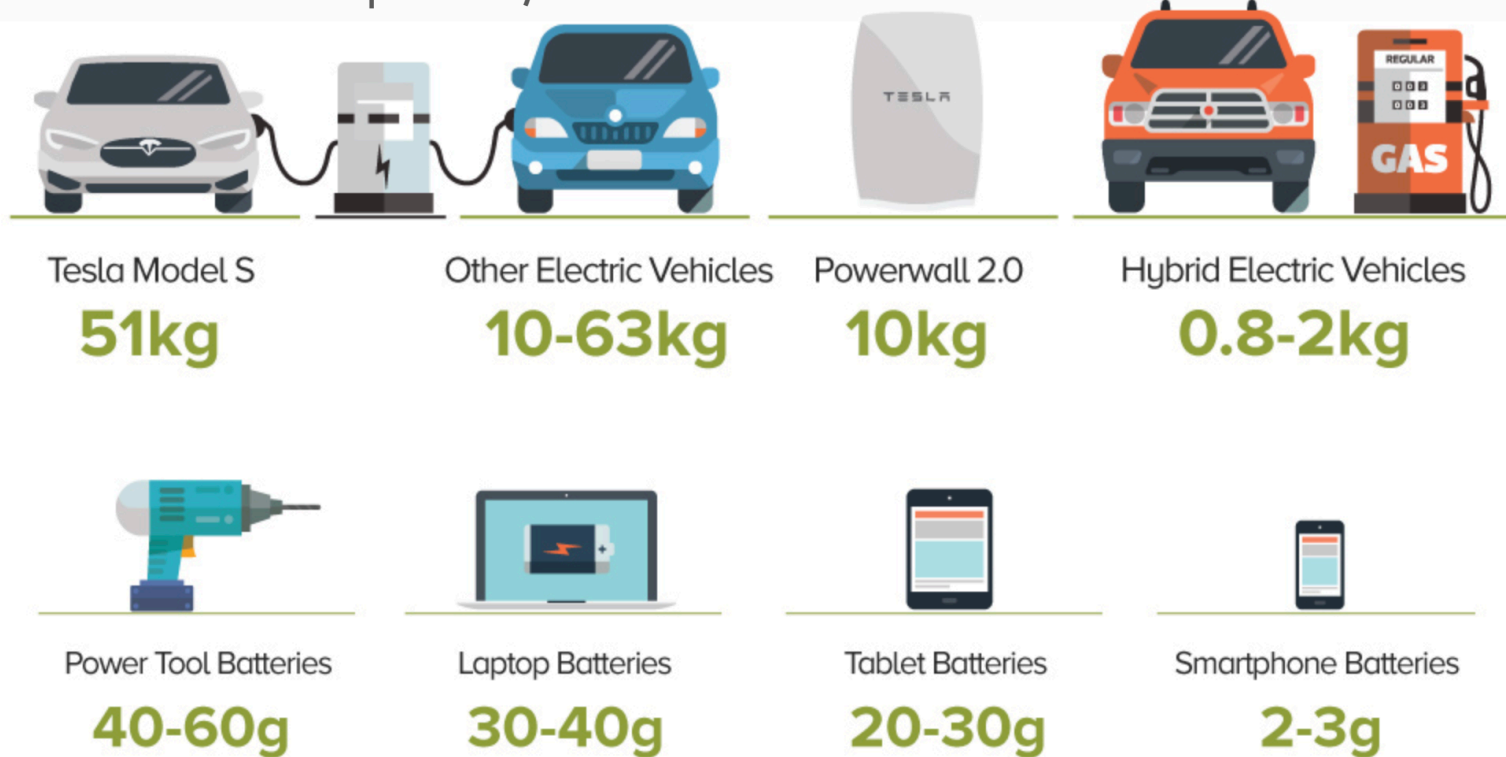 TESLA
REGULAR
003
003
GAS
Tesla Model S
51kg
Other Electric Vehicles
10-63kg
Powerwall 2.0
10kg
Hybrid Electric Vehicles
0.8-2kg
Power Tool Batteries
40-60g
Laptop Batteries
30-40g
Tablet Batteries
20-30g
Smartphone Batteries
2-3g